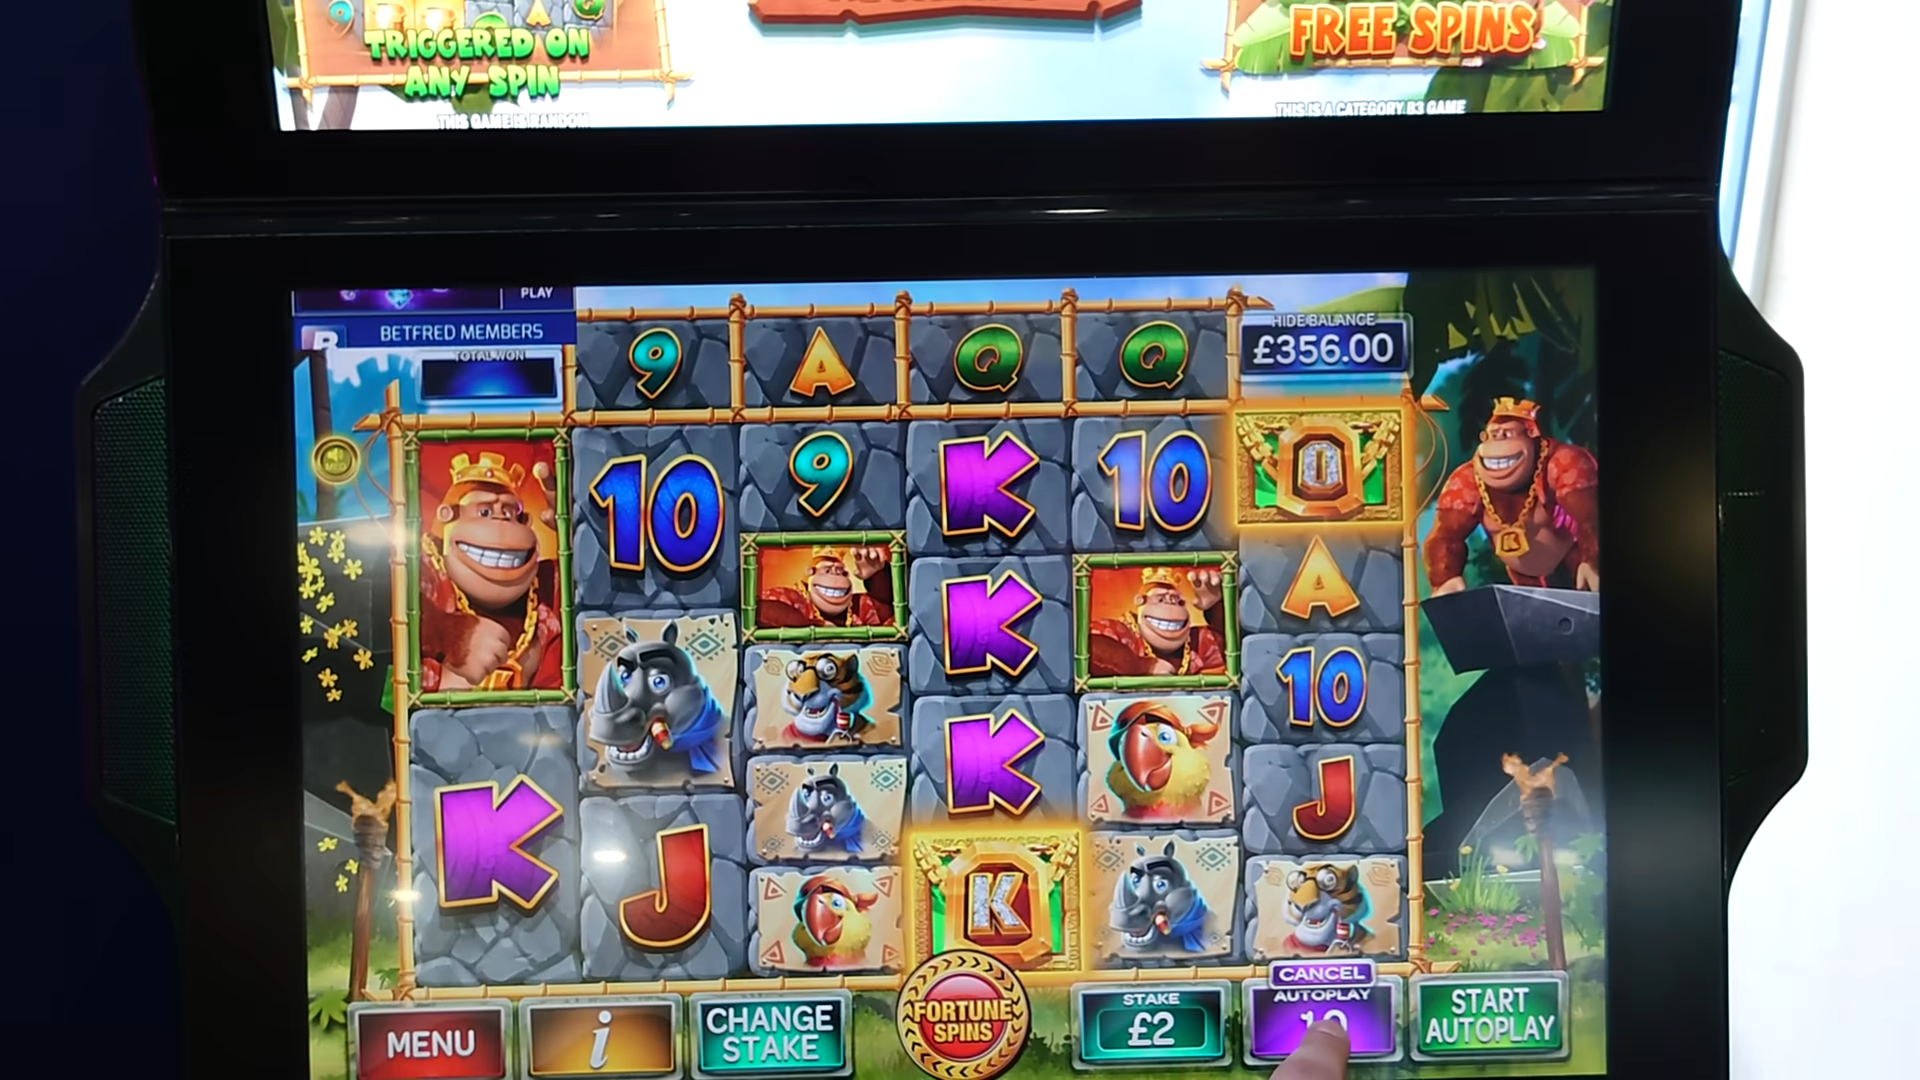 TRIGGERED ON
ANY SPIN
THIS GAME IS RANDOM
FREE SPINS
THIS IS A CATEGORY B3 GAME
PLAY
BETFRED MEMBERS
TOTAL WON
HIDE BALANCE
£356.00
9 A Q Q
10 9 K 10 O
K A
10
K J
K J K
K
MENU
i
CHANGE
STAKE
FORTUNE
SPINS
STAKE
£2
CANCEL
AUTOPLAY
START
AUTOPLAY